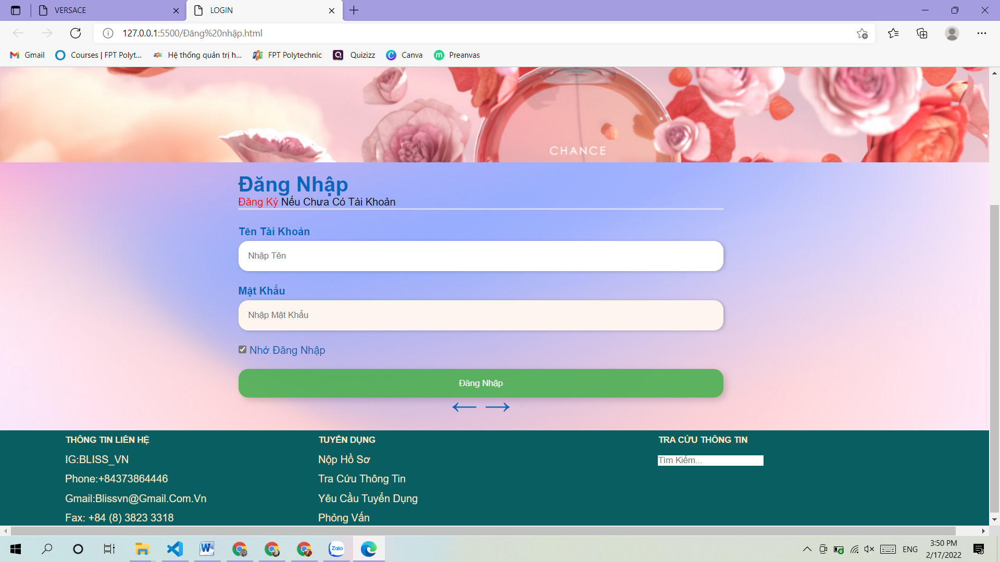 VERSACE
LOGIN
127.0.0.1:5500/Đăng%20nhập.html
Gmail
Courses | FPT Polyt...
Hệ thống quản trị h...
FPT Polytechnic
Quizizz
Canva
Preanvas
CHANCE
Đăng Nhập
Đăng Ký Nếu Chưa Có Tài Khoản
Tên Tài Khoản
Nhập Tên
Mật Khẩu
Nhập Mật Khẩu
Nhớ Đăng Nhập
Đăng Nhập
THÔNG TIN LIÊN HỆ
IG:BLISS_VN
Phone:+84373864446
Gmail:Blissvn@Gmail.Com.Vn
Fax: +84 (8) 3823 3318
TUYỂN DỤNG
Nộp Hồ Sơ
Tra Cứu Thông Tin
Yêu Cầu Tuyển Dụng
Phỏng Vấn
TRA CỨU THÔNG TIN
Tìm Kiếm...
Zalo
ENG
3:50 PM
2/17/2022